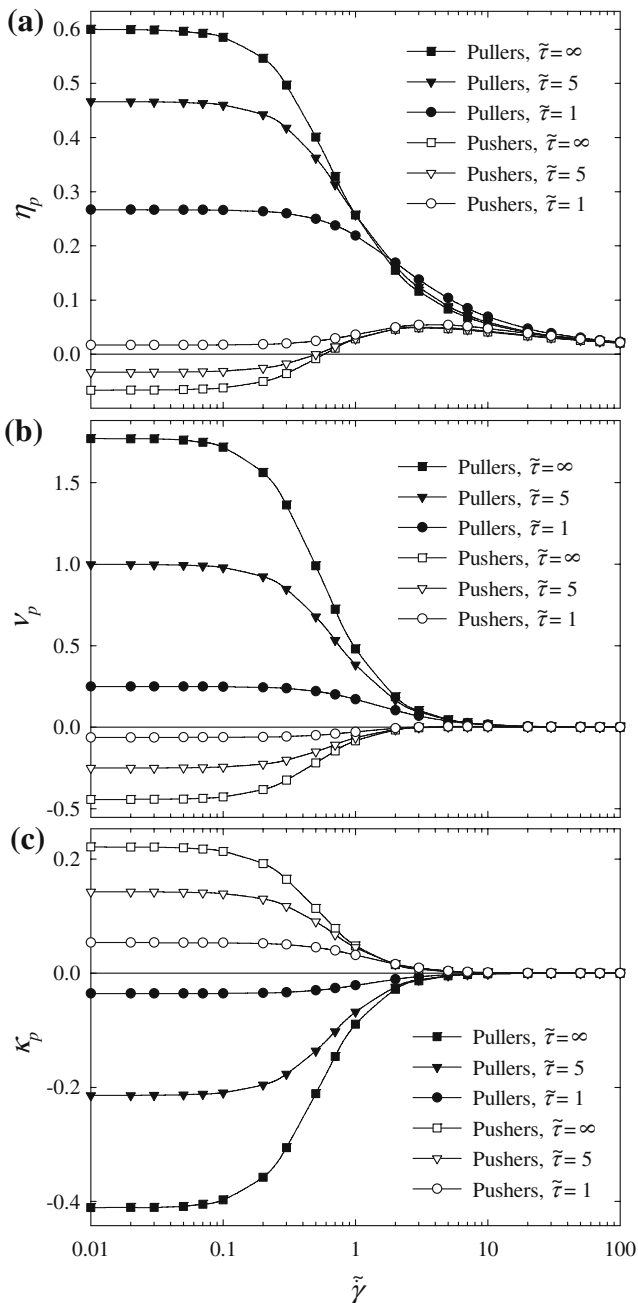 (a)
0.6
0.5
0.4
0.3
0.2
0.1
0.0
η_p
Pullers, τ̃ = ∞
Pullers, τ̃ = 5
Pullers, τ̃ = 1
Pushers, τ̃ = ∞
Pushers, τ̃ = 5
Pushers, τ̃ = 1
(b)
1.5
1.0
0.5
0.0
-0.5
ν_p
Pullers, τ̃ = ∞
Pullers, τ̃ = 5
Pullers, τ̃ = 1
Pushers, τ̃ = ∞
Pushers, τ̃ = 5
Pushers, τ̃ = 1
(c)
0.2
0.0
-0.2
-0.4
κ_p
Pullers, τ̃ = ∞
Pullers, τ̃ = 5
Pullers, τ̃ = 1
Pushers, τ̃ = ∞
Pushers, τ̃ = 5
Pushers, τ̃ = 1
0.01 0.1 1 10 100
γ̇̃